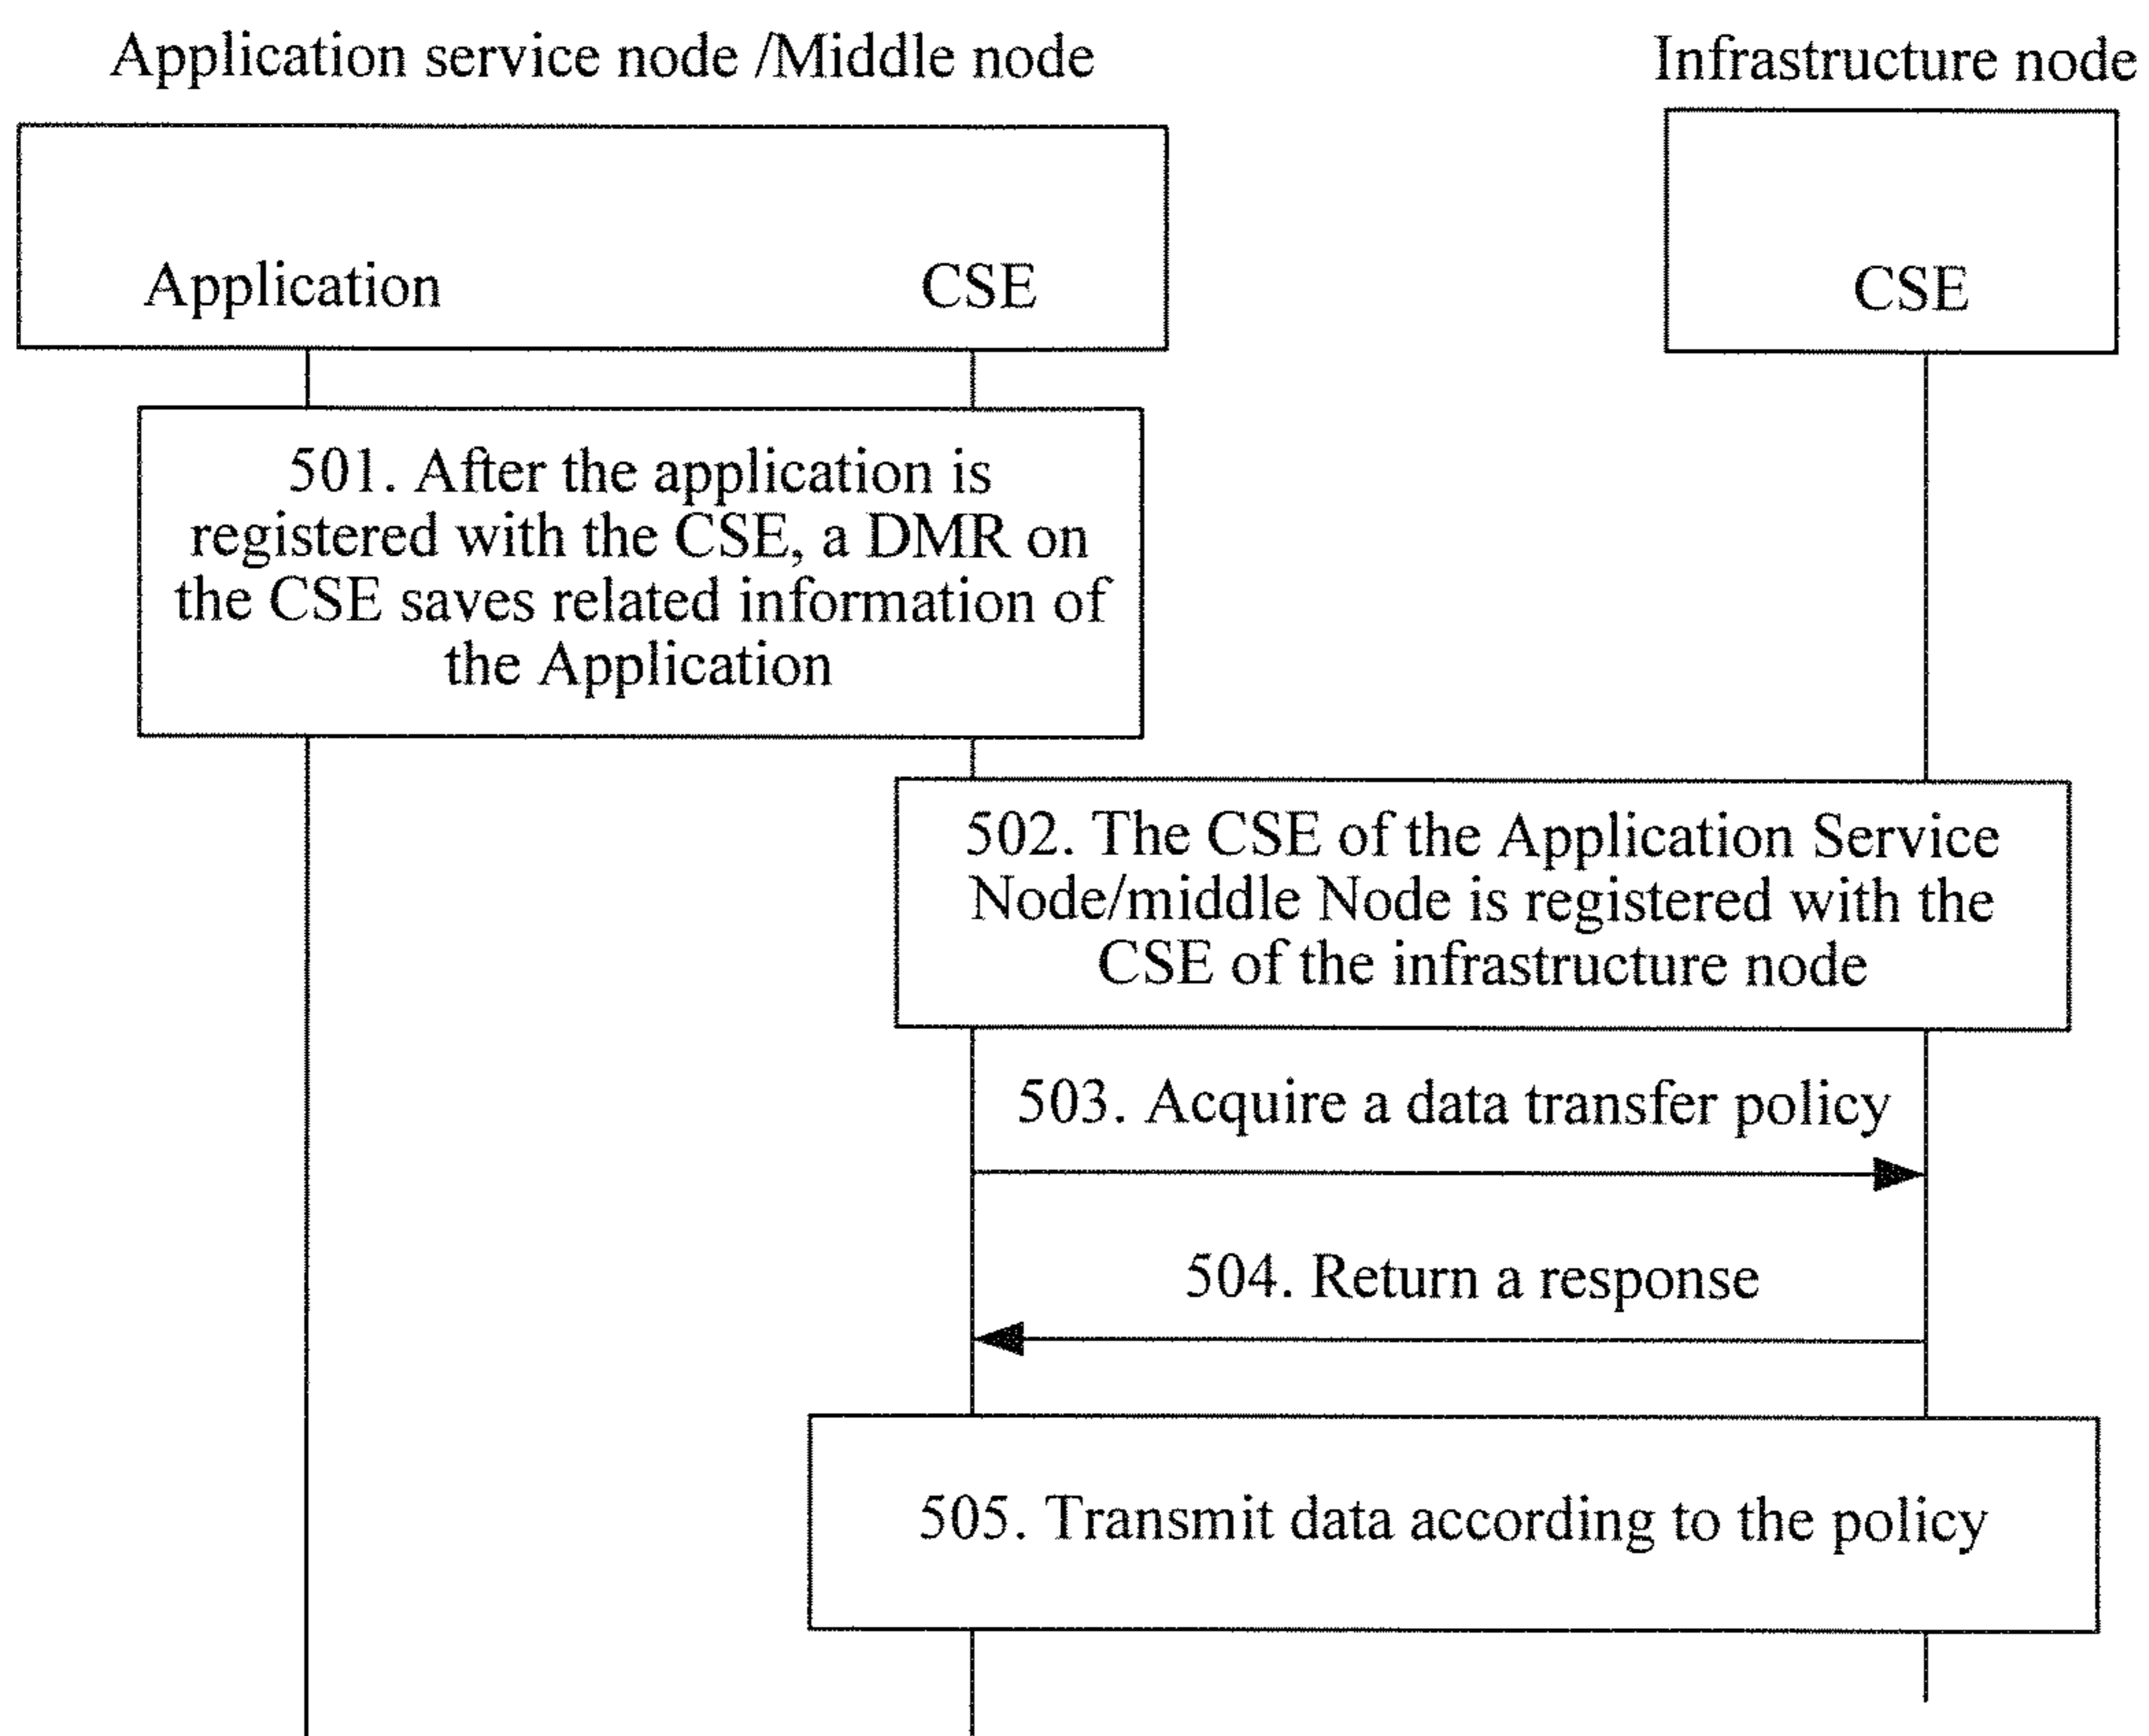 Application service node /Middle node
Infrastructure node
Application
CSE
CSE
501. After the application is
registered with the CSE, a DMR on
the CSE saves related information of
the Application
502. The CSE of the Application Service
Node/middle Node is registered with the
CSE of the infrastructure node
503. Acquire a data transfer policy
504. Return a response
505. Transmit data according to the policy